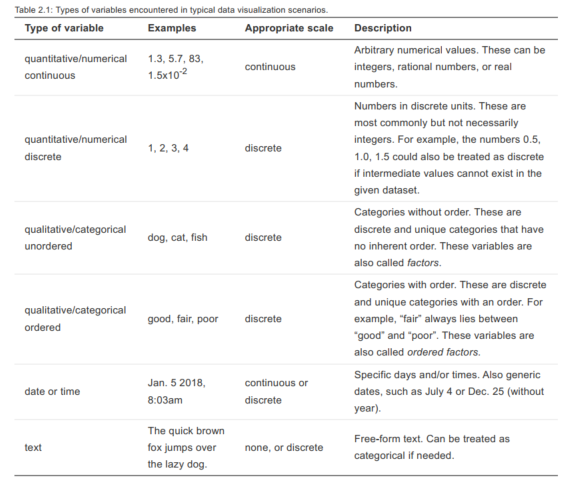 Table 2.1: Types of variables encountered in typical data visualization scenarios.
Type of variable Examples Appropriate scale Description
quantitative/numerical
continuous
1.3, 5.7, 83,
1.5x10-2
continuous
Arbitrary numerical values. These can be
integers, rational numbers, or real
numbers.
quantitative/numerical
discrete
1, 2, 3, 4
discrete
Numbers in discrete units. These are
most commonly but not necessarily
integers. For example, the numbers 0.5,
1.0, 1.5 could also be treated as discrete
if intermediate values cannot exist in the
given dataset.
qualitative/categorical
unordered
dog, cat, fish
discrete
Categories without order. These are
discrete and unique categories that have
no inherent order. These variables are
also called factors.
qualitative/categorical
ordered
good, fair, poor
discrete
Categories with order. These are discrete
and unique categories with an order. For
example, “fair” always lies between
“good” and “poor”. These variables are
also called ordered factors.
date or time
Jan. 5 2018,
8:03am
continuous or
discrete
Specific days and/or times. Also generic
dates, such as July 4 or Dec. 25 (without
year).
text
The quick brown
fox jumps over
the lazy dog.
none, or discrete
Free-form text. Can be treated as
categorical if needed.